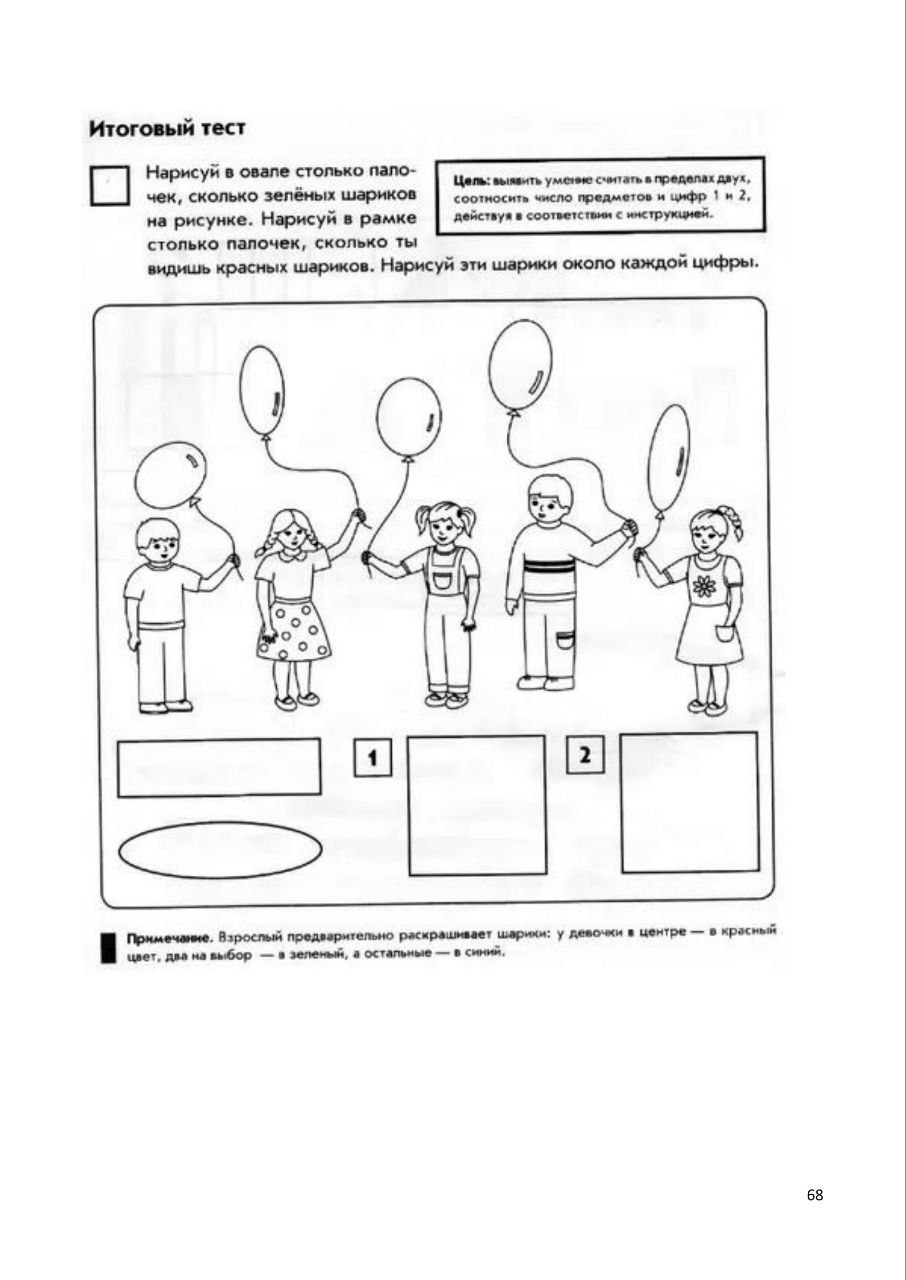 Итоговый тест
Нарисуй в овале столько пало-
чек, сколько зелёных шариков
на рисунке. Нарисуй в рамке
столько палочек, сколько ты
видишь красных шариков. Нарисуй эти шарики около каждой цифры.
Цель: выявить умение считать в пределах двух,
соотносить число предметов и цифр 1 и 2,
действуя в соответствии с инструкцией.
1
2
Примечание. Взрослый предварительно раскрашивает шарики: у девочки в центре — в красный
цвет, два на выбор — в зеленый, а остальные — в синий.
68